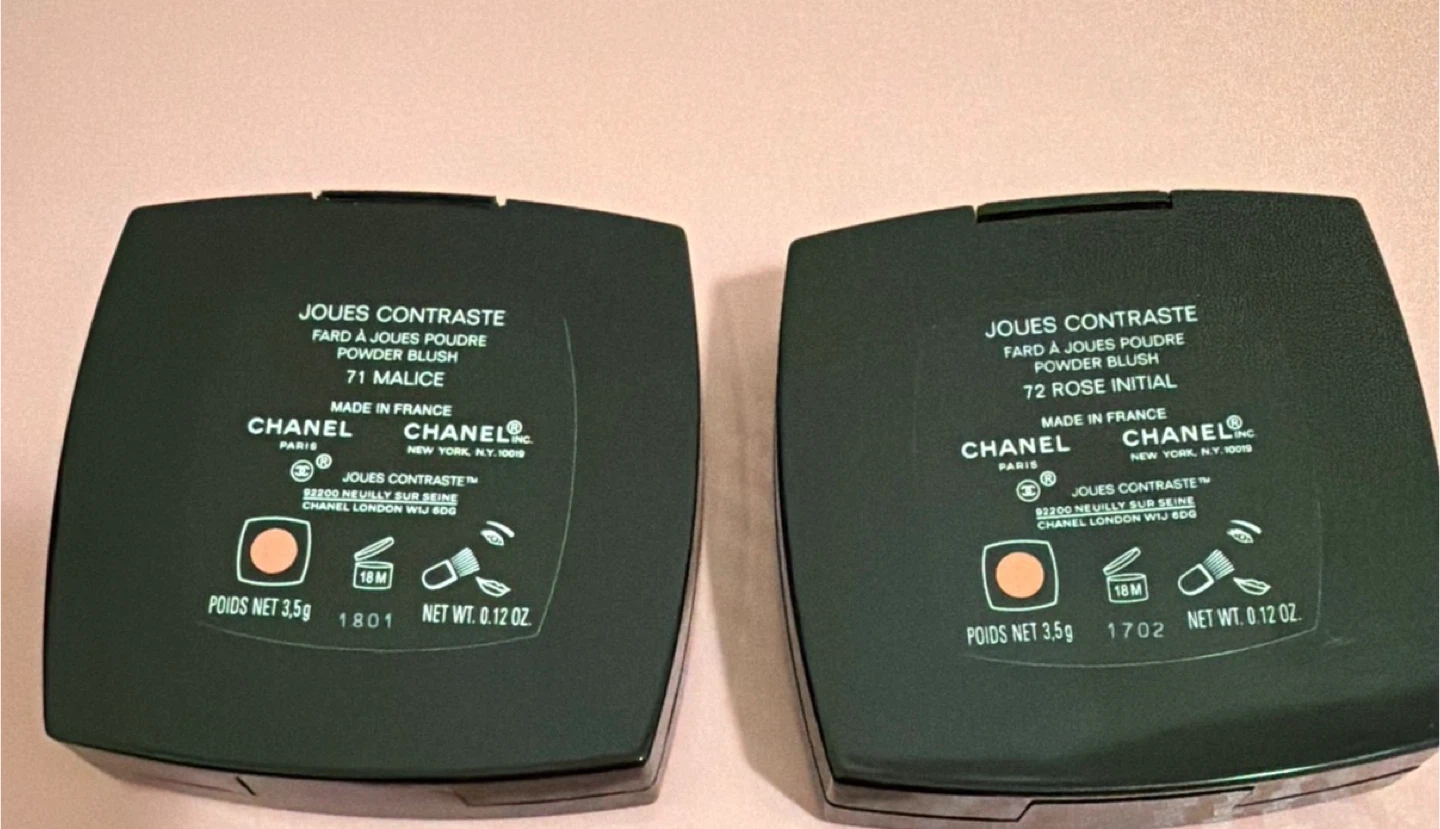 JOUES CONTRASTE
FARD À JOUES POUDRE
POWDER BLUSH
71 MALICE
MADE IN FRANCE
CHANEL CHANEL® INC.
PARIS NEW YORK, N.Y. 10019
® JOUES CONTRASTE™
92200 NEUILLY SUR SEINE
CHANEL LONDON W1J 6DG
18M
POIDS NET 3,5g 1801 NET WT. 0.12 OZ.
JOUES CONTRASTE
FARD À JOUES POUDRE
POWDER BLUSH
72 ROSE INITIAL
MADE IN FRANCE
CHANEL CHANEL® INC.
PARIS NEW YORK, N.Y. 10019
® JOUES CONTRASTE™
92200 NEUILLY SUR SEINE
CHANEL LONDON W1J 6DG
18M
POIDS NET 3,5g 1702 NET WT. 0.12 OZ.